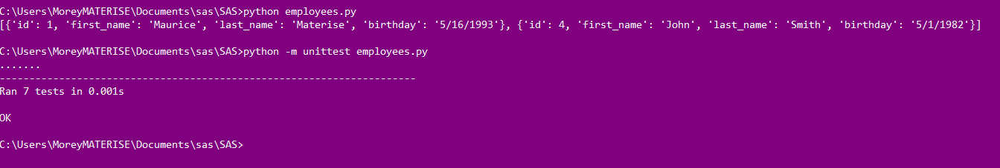 C:\Users\MoreyMATERISE\Documents\sas\SAS>python employees.py
[{'id': 1, 'first_name': 'Maurice', 'last_name': 'Materise', 'birthday': '5/16/1993'}, {'id': 4, 'first_name': 'John', 'last_name': 'Smith', 'birthday': '5/1/1982'}]
C:\Users\MoreyMATERISE\Documents\sas\SAS>python -m unittest employees.py
.......
----------------------------------------------------------------------
Ran 7 tests in 0.001s
OK
C:\Users\MoreyMATERISE\Documents\sas\SAS>